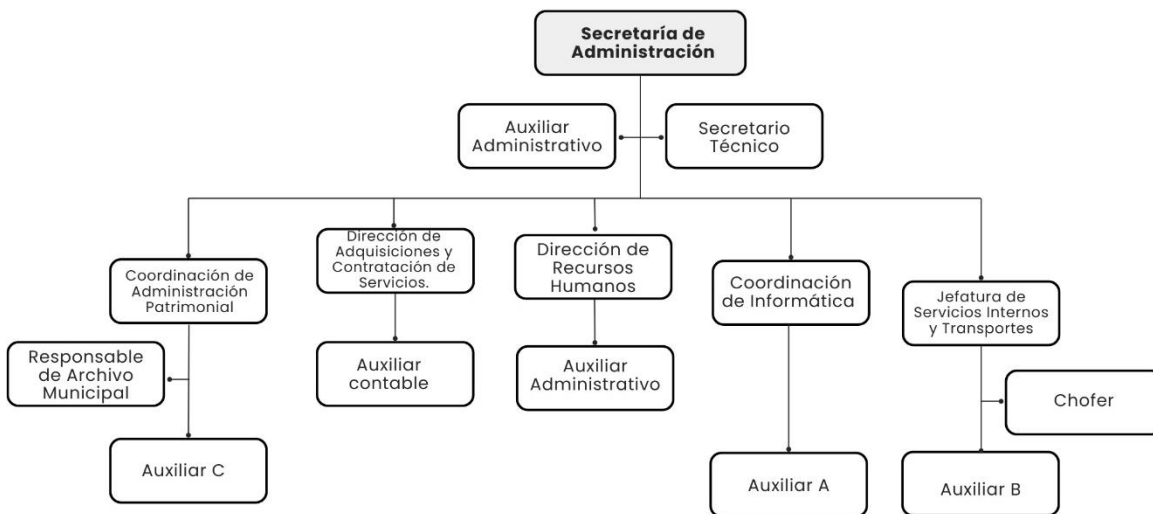 Secretaría de
Administración
Auxiliar
Administrativo
Secretario
Técnico
Coordinación de
Administración
Patrimonial
Dirección de
Adquisiciones y
Contratación de
Servicios.
Dirección de
Recursos
Humanos
Coordinación
de Informática
Jefatura de
Servicios Internos
y Transportes
Responsable
de Archivo
Municipal
Auxiliar
contable
Auxiliar
Administrativo
Chofer
Auxiliar C
Auxiliar A
Auxiliar B